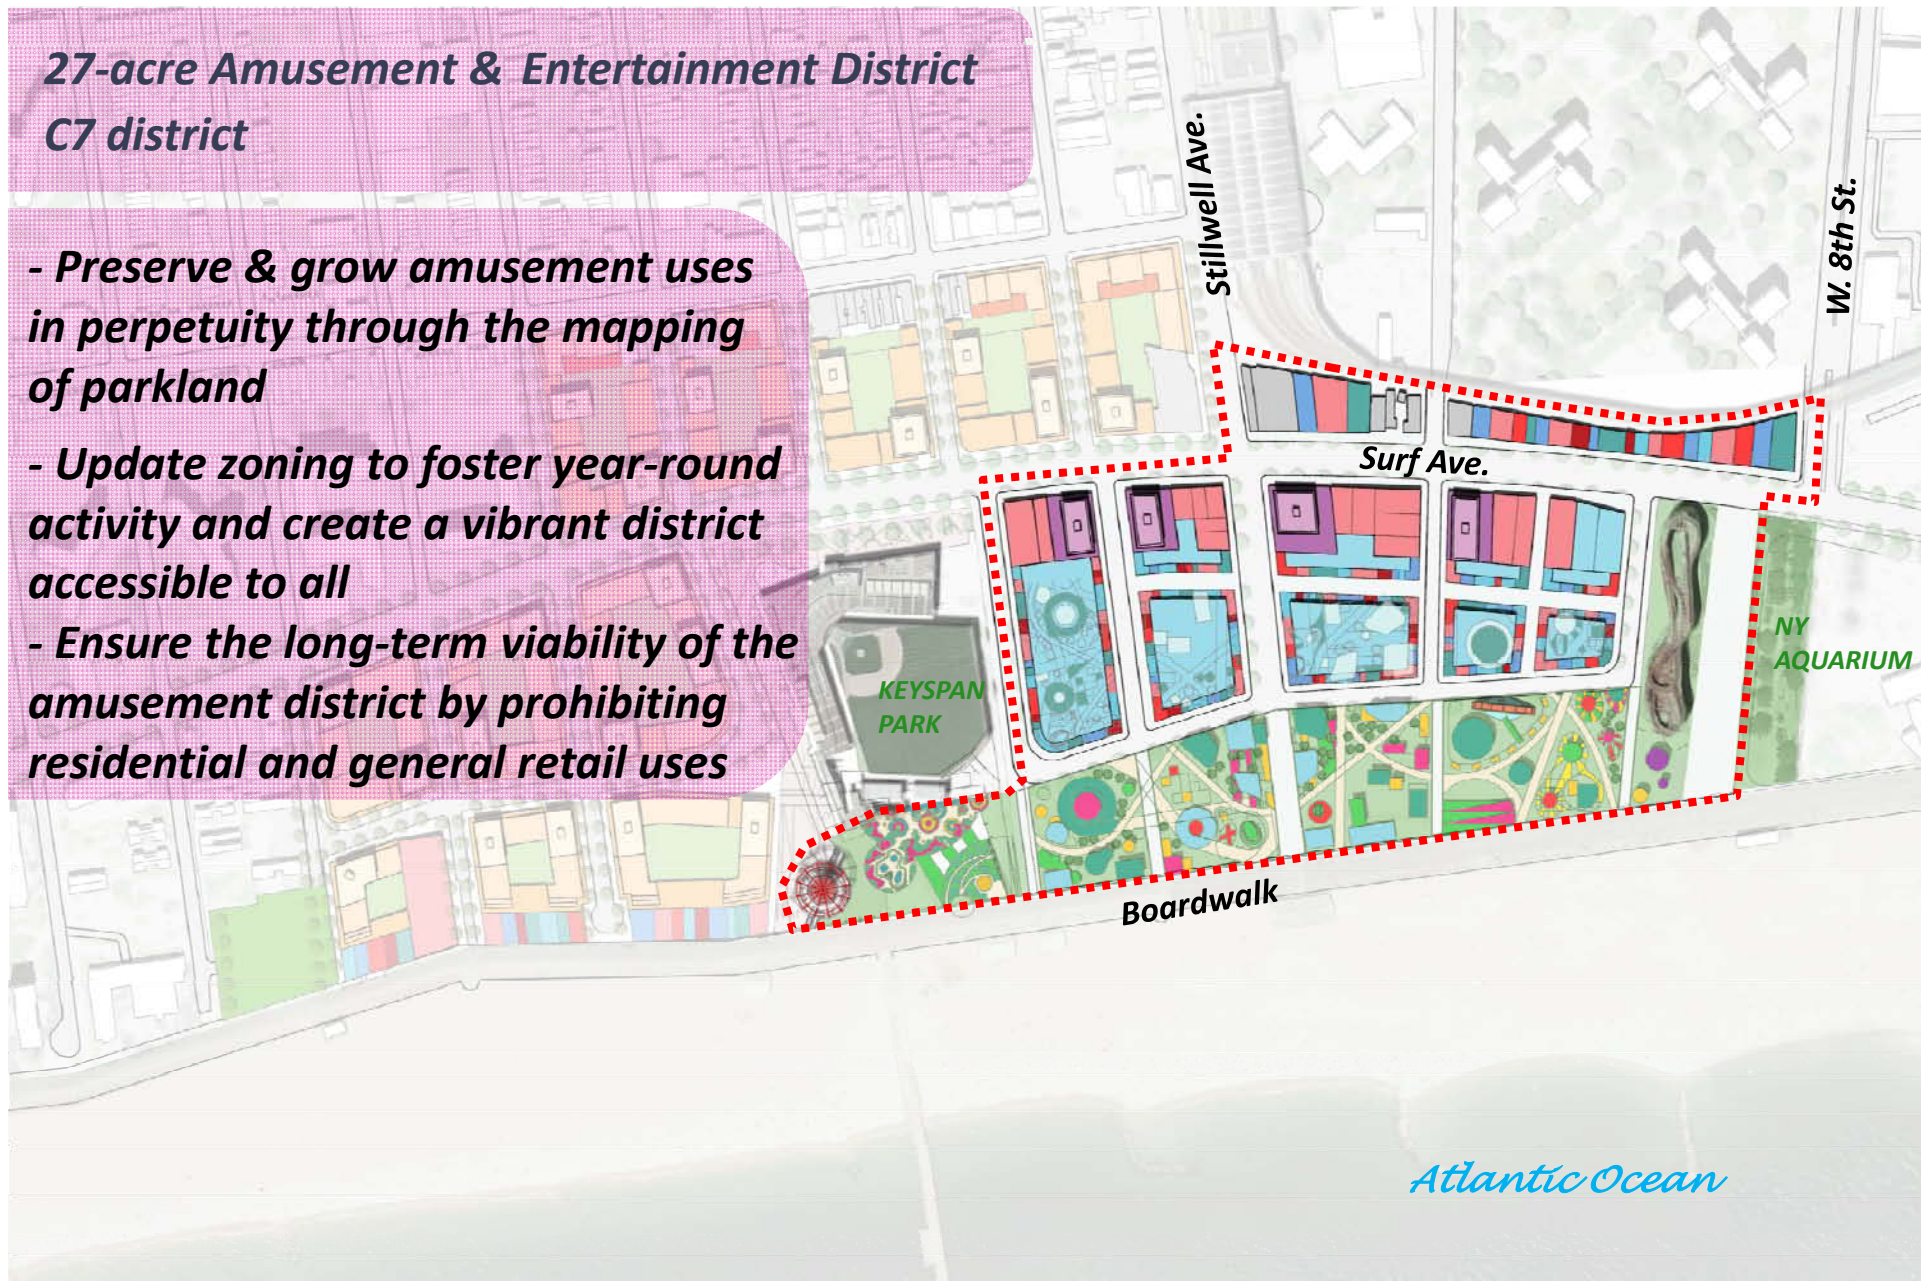 27-acre Amusement & Entertainment District
C7 district
- Preserve & grow amusement uses
in perpetuity through the mapping
of parkland
- Update zoning to foster year-round
activity and create a vibrant district
accessible to all
- Ensure the long-term viability of the
amusement district by prohibiting
residential and general retail uses
Stillwell Ave.
W. 8th St.
Surf Ave.
KEYSPAN
PARK
NY
AQUARIUM
Boardwalk
Atlantic Ocean